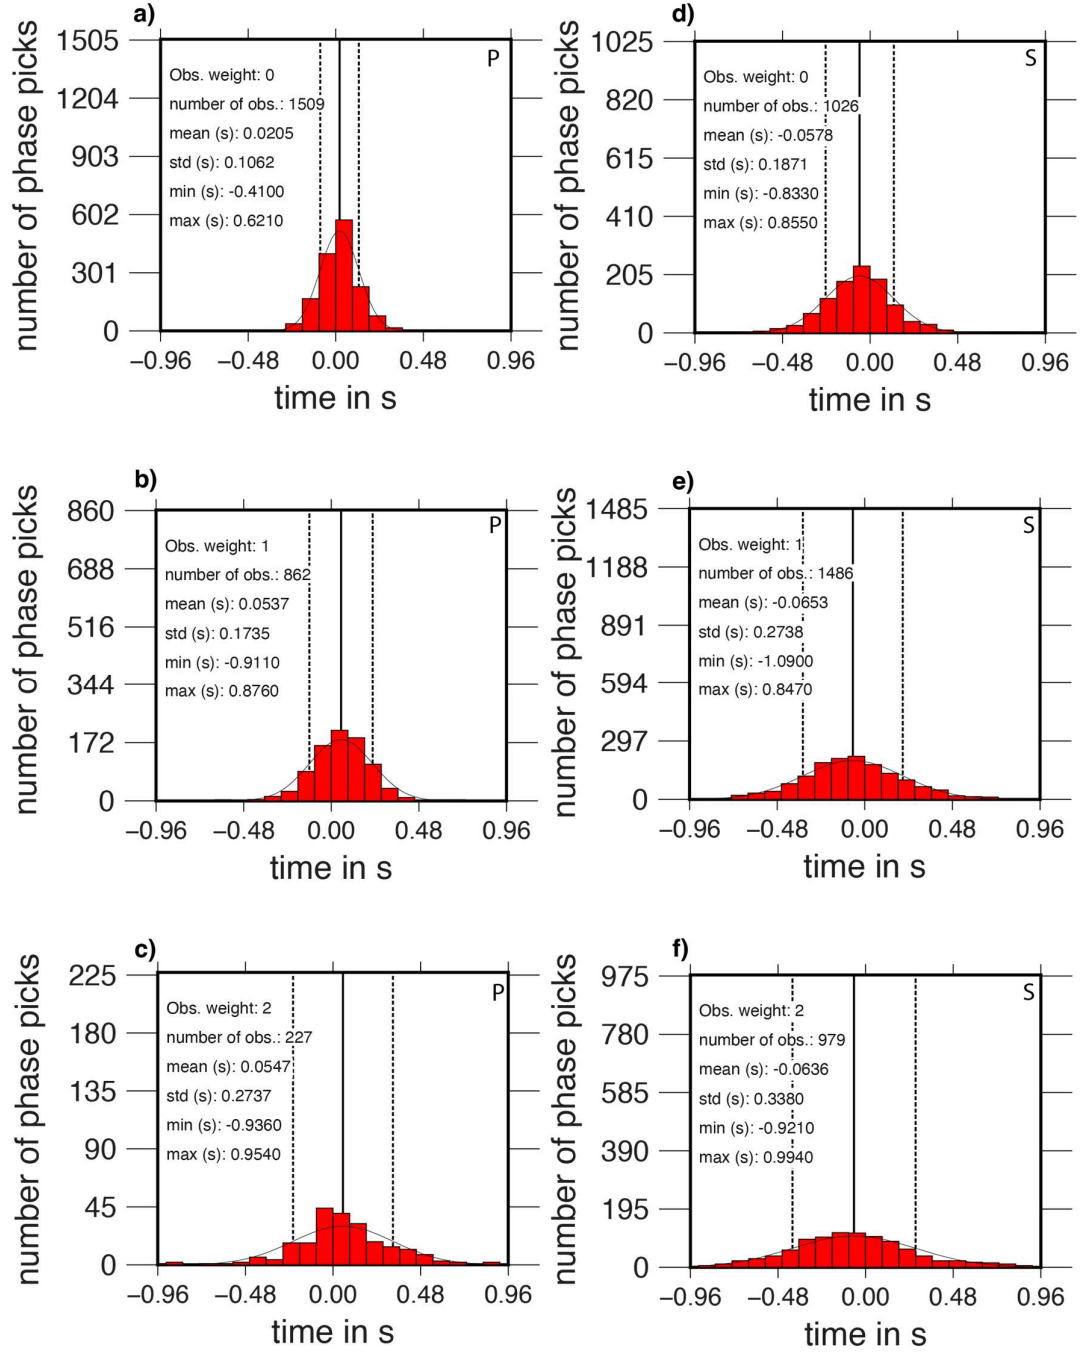 a)
number of phase picks
1505
1204
903
602
301
0
P
Obs. weight: 0
number of obs.: 1509
mean (s): 0.0205
std (s): 0.1062
min (s): -0.4100
max (s): 0.6210
−0.96 −0.48 0.00 0.48 0.96
time in s
d)
number of phase picks
1025
820
615
410
205
0
S
Obs. weight: 0
number of obs.: 1026
mean (s): -0.0578
std (s): 0.1871
min (s): -0.8330
max (s): 0.8550
−0.96 −0.48 0.00 0.48 0.96
time in s
b)
number of phase picks
860
688
516
344
172
0
P
Obs. weight: 1
number of obs.: 862
mean (s): 0.0537
std (s): 0.1735
min (s): -0.9110
max (s): 0.8760
−0.96 −0.48 0.00 0.48 0.96
time in s
e)
number of phase picks
1485
1188
891
594
297
0
S
Obs. weight: 1
number of obs.: 1486
mean (s): -0.0653
std (s): 0.2738
min (s): -1.0900
max (s): 0.8470
−0.96 −0.48 0.00 0.48 0.96
time in s
c)
number of phase picks
225
180
135
90
45
0
P
Obs. weight: 2
number of obs.: 227
mean (s): 0.0547
std (s): 0.2737
min (s): -0.9360
max (s): 0.9540
−0.96 −0.48 0.00 0.48 0.96
time in s
f)
number of phase picks
975
780
585
390
195
0
S
Obs. weight: 2
number of obs.: 979
mean (s): -0.0636
std (s): 0.3380
min (s): -0.9210
max (s): 0.9940
−0.96 −0.48 0.00 0.48 0.96
time in s